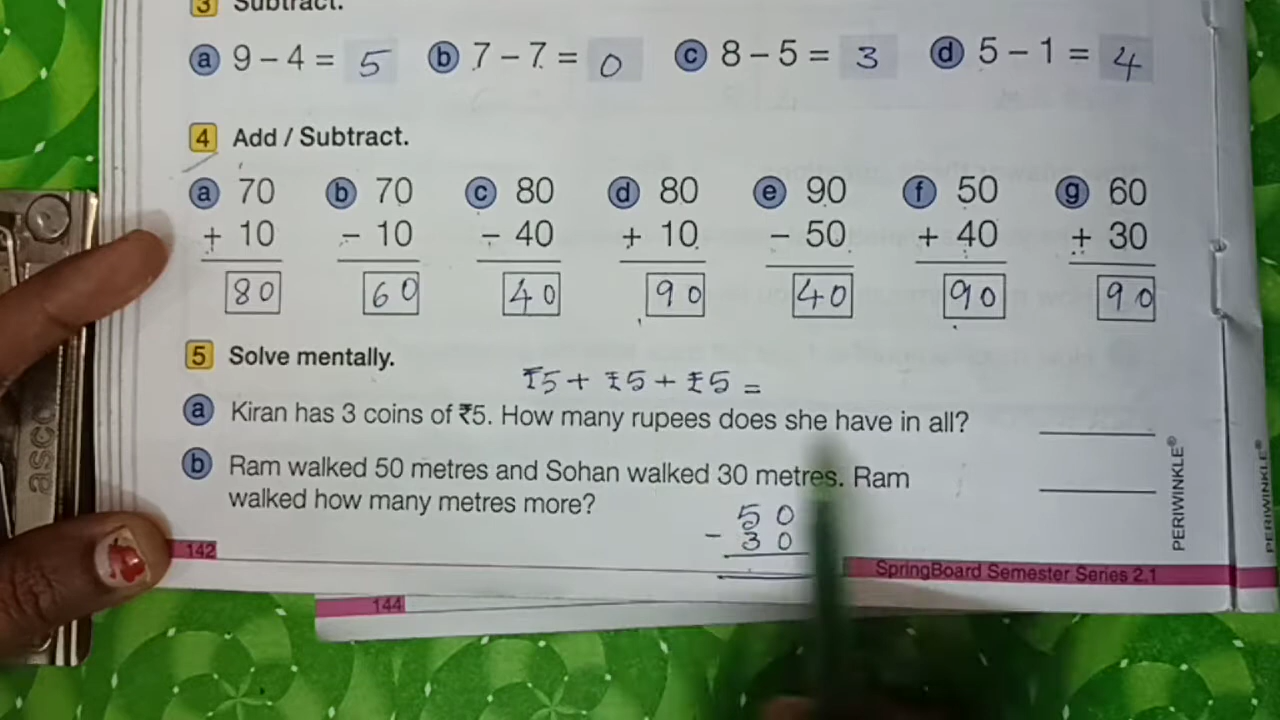 3 Subtract.
a 9 – 4 = 5 b 7 – 7 = 0 c 8 – 5 = 3 d 5 – 1 = 4
4 Add / Subtract.
a 70 b 70 c 80 d 80 e 90 f 50 g 60
+ 10 – 10 – 40 + 10 – 50 + 40 + 30
80 60 40 90 40 90 90
5 Solve mentally.
₹5 + ₹5 + ₹5 =
a Kiran has 3 coins of ₹5. How many rupees does she have in all?
b Ram walked 50 metres and Sohan walked 30 metres. Ram
walked how many metres more?
50
– 30
142
SpringBoard Semester Series 2.1
144
PERIWINKLE®
PERIWINKLE®
asco